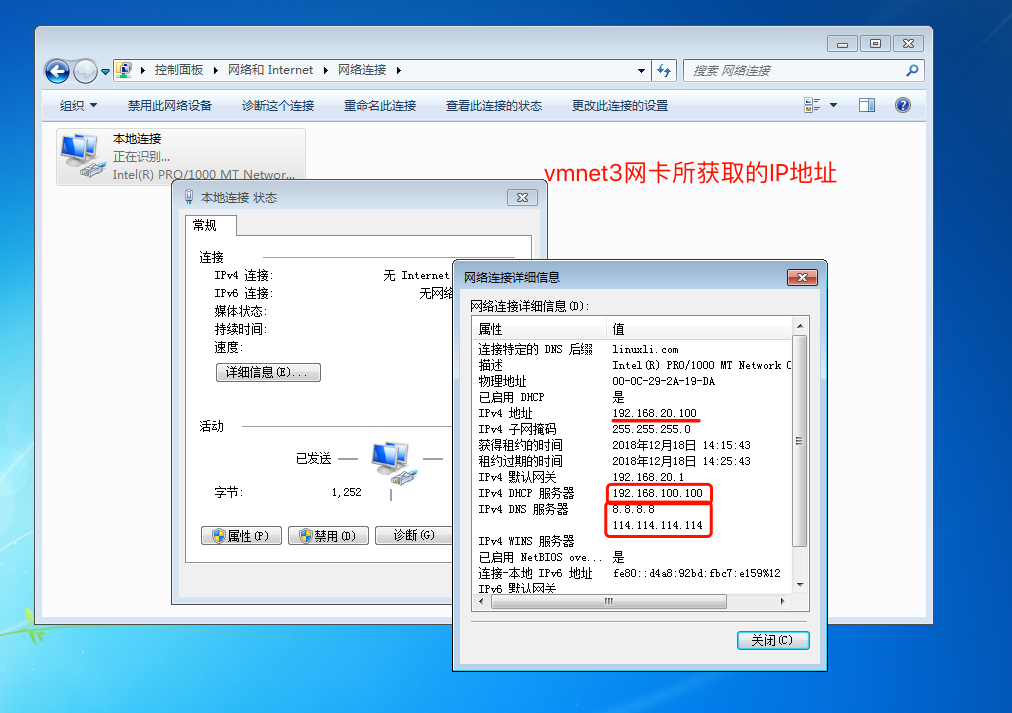 控制面板 网络和 Internet 网络连接
搜索 网络连接
组织 禁用此网络设备 诊断这个连接 重命名此连接 查看此连接的状态 更改此连接的设置
本地连接
正在识别...
Intel(R) PRO/1000 MT Networ...
vmnet3网卡所获取的IP地址
本地连接 状态
常规
连接
IPv4 连接: 无 Internet
IPv6 连接: 无网络
媒体状态:
持续时间:
速度:
详细信息(E)...
活动
已发送
字节: 1,252
属性(P) 禁用(D) 诊断(G)
网络连接详细信息
网络连接详细信息(D):
属性 值
连接特定的 DNS 后缀 linuxli.com
描述 Intel(R) PRO/1000 MT Network C
物理地址 00-0C-29-2A-19-DA
已启用 DHCP 是
IPv4 地址 192.168.20.100
IPv4 子网掩码 255.255.255.0
获得租约的时间 2018年12月18日 14:15:43
租约过期的时间 2018年12月18日 14:25:43
IPv4 默认网关 192.168.20.1
IPv4 DHCP 服务器 192.168.100.100
IPv4 DNS 服务器 8.8.8.8
114.114.114.114
IPv4 WINS 服务器
已启用 NetBIOS ove... 是
连接-本地 IPv6 地址 fe80::d4a8:92bd:fbc7:e159%12
IPv6 默认网关
关闭(C)